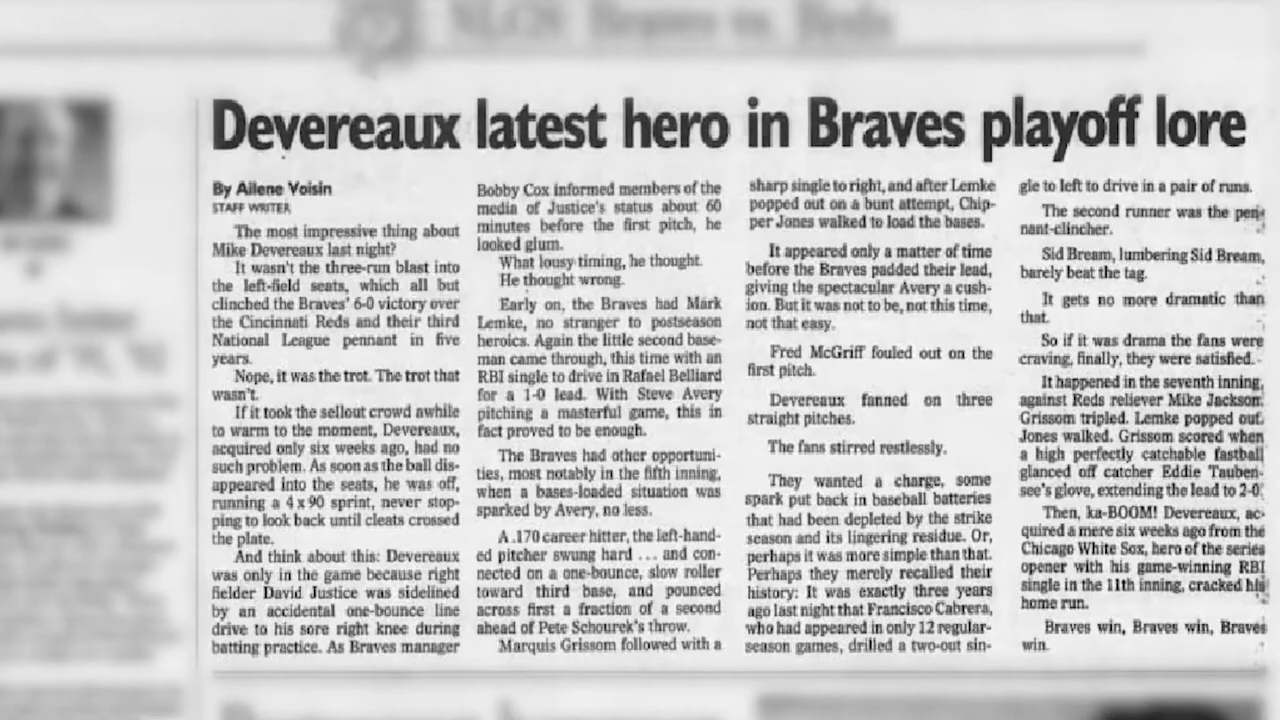 NLCS: Braves vs. Reds
Devereaux latest hero in Braves playoff lore
By Ailene Voisin
STAFF WRITER
The most impressive thing about
Mike Devereaux last night?
It wasn't the three-run blast into
the left-field seats, which all but
clinched the Braves' 6-0 victory over
the Cincinnati Reds and their third
National League pennant in five
years.
Nope, it was the trot. The trot that
wasn't.
If it took the sellout crowd awhile
to warm to the moment, Devereaux,
acquired only six weeks ago, had no
such problem. As soon as the ball dis-
appeared into the seats, he was off,
running a 4x90 sprint, never stop-
ping to look back until cleats crossed
the plate.
And think about this: Devereaux
was only in the game because right
fielder David Justice was sidelined
by an accidental one-bounce line
drive to his sore right knee during
batting practice. As Braves manager
Bobby Cox informed members of the
media of Justice's status about 60
minutes before the first pitch, he
looked glum.
What lousy timing, he thought.
He thought wrong.
Early on, the Braves had Mark
Lemke, no stranger to postseason
heroics. Again the little second base-
man came through, this time with an
RBI single to drive in Rafael Belliard
for a 1-0 lead. With Steve Avery
pitching a masterful game, this in
fact proved to be enough.
The Braves had other opportuni-
ties, most notably in the fifth inning,
when a bases-loaded situation was
sparked by Avery, no less.
A .170 career hitter, the left-hand-
ed pitcher swung hard ... and con-
nected on a one-bounce, slow roller
toward third base, and pounced
across first a fraction of a second
ahead of Pete Schourek's throw.
Marquis Grissom followed with a
sharp single to right, and after Lemke
popped out on a bunt attempt, Chip-
per Jones walked to load the bases.
It appeared only a matter of time
before the Braves padded their lead,
giving the spectacular Avery a cush-
ion. But it was not to be, not this time,
not that easy.
Fred McGriff fouled out on the
first pitch.
Devereaux fanned on three
straight pitches.
The fans stirred restlessly.
They wanted a charge, some
spark put back in baseball batteries
that had been depleted by the strike
season and its lingering residue. Or,
perhaps it was more simple than that.
Perhaps they merely recalled their
history: It was exactly three years
ago last night that Francisco Cabrera,
who had appeared in only 12 regular-
season games, drilled a two-out sin-
gle to left to drive in a pair of runs.
The second runner was the pen-
nant-clincher.
Sid Bream, lumbering Sid Bream,
barely beat the tag.
It gets no more dramatic than
that.
So if it was drama the fans were
craving, finally, they were satisfied.
It happened in the seventh inning,
against Reds reliever Mike Jackson.
Grissom tripled. Lemke popped out.
Jones walked. Grissom scored when
a high perfectly catchable fastball
glanced off catcher Eddie Tauben-
see's glove, extending the lead to 2-0.
Then, ka-BOOM! Devereaux, ac-
quired a mere six weeks ago from the
Chicago White Sox, hero of the series
opener with his game-winning RBI
single in the 11th inning, cracked his
home run.
Braves win, Braves win, Braves
win.